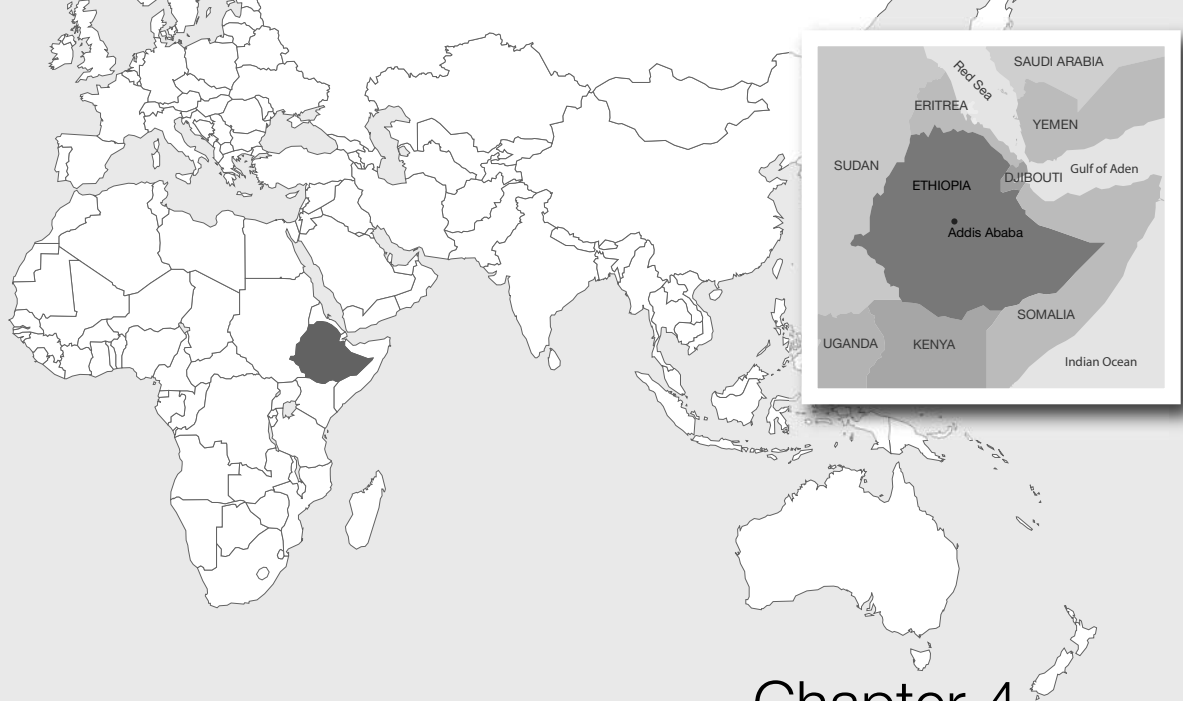 SAUDI ARABIA
Red Sea
ERITREA
YEMEN
SUDAN
Gulf of Aden
DJIBOUTI
ETHIOPIA
Addis Ababa
SOMALIA
UGANDA
KENYA
Indian Ocean
Chapter 4